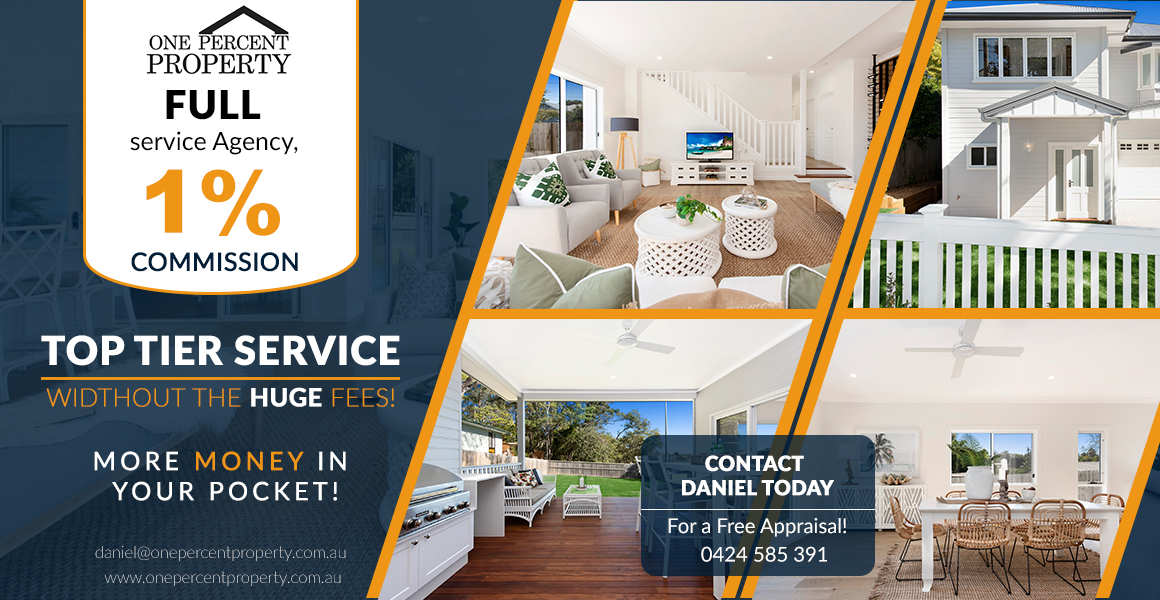 ONE PERCENT
PROPERTY
FULL
service Agency,
1%
COMMISSION
TOP TIER SERVICE
WIDTHOUT THE HUGE FEES!
MORE MONEY IN
YOUR POCKET!
daniel@onepercentproperty.com.au
www.onepercentproperty.com.au
CONTACT
DANIEL TODAY
For a Free Appraisal!
0424 585 391